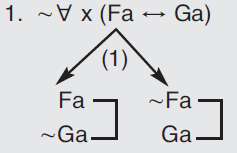 1. ~∀ x (Fa ↔ Ga)
(1)
Fa ~Fa
~Ga Ga